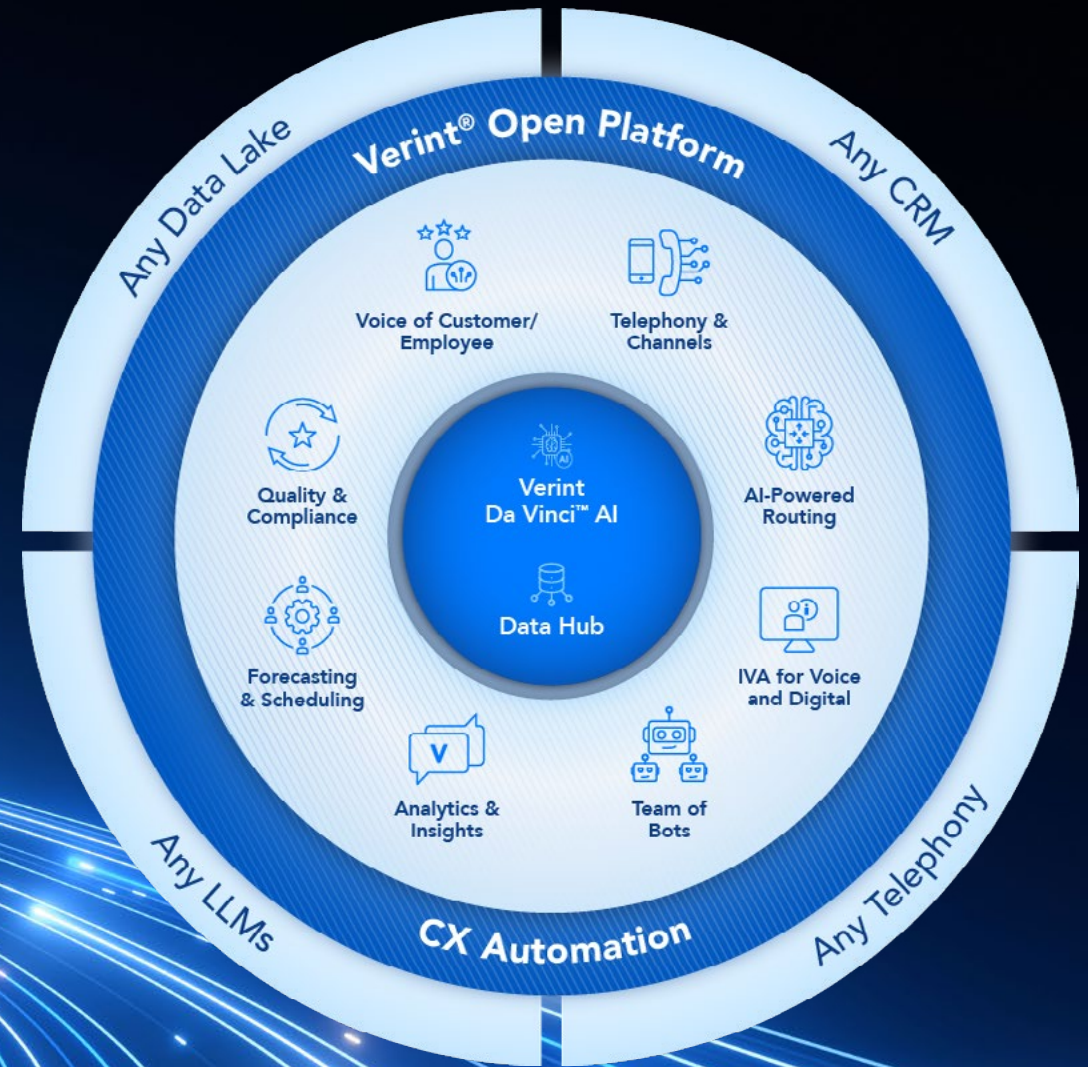 Any Data Lake
Any CRM
Verint® Open Platform
Voice of Customer/
Employee
Telephony &
Channels
Quality &
Compliance
AI
Verint
Da Vinci™ AI
AI-Powered
Routing
Data Hub
Forecasting
& Scheduling
IVA for Voice
and Digital
V
Analytics &
Insights
Team of
Bots
CX Automation
Any LLMs
Any Telephony